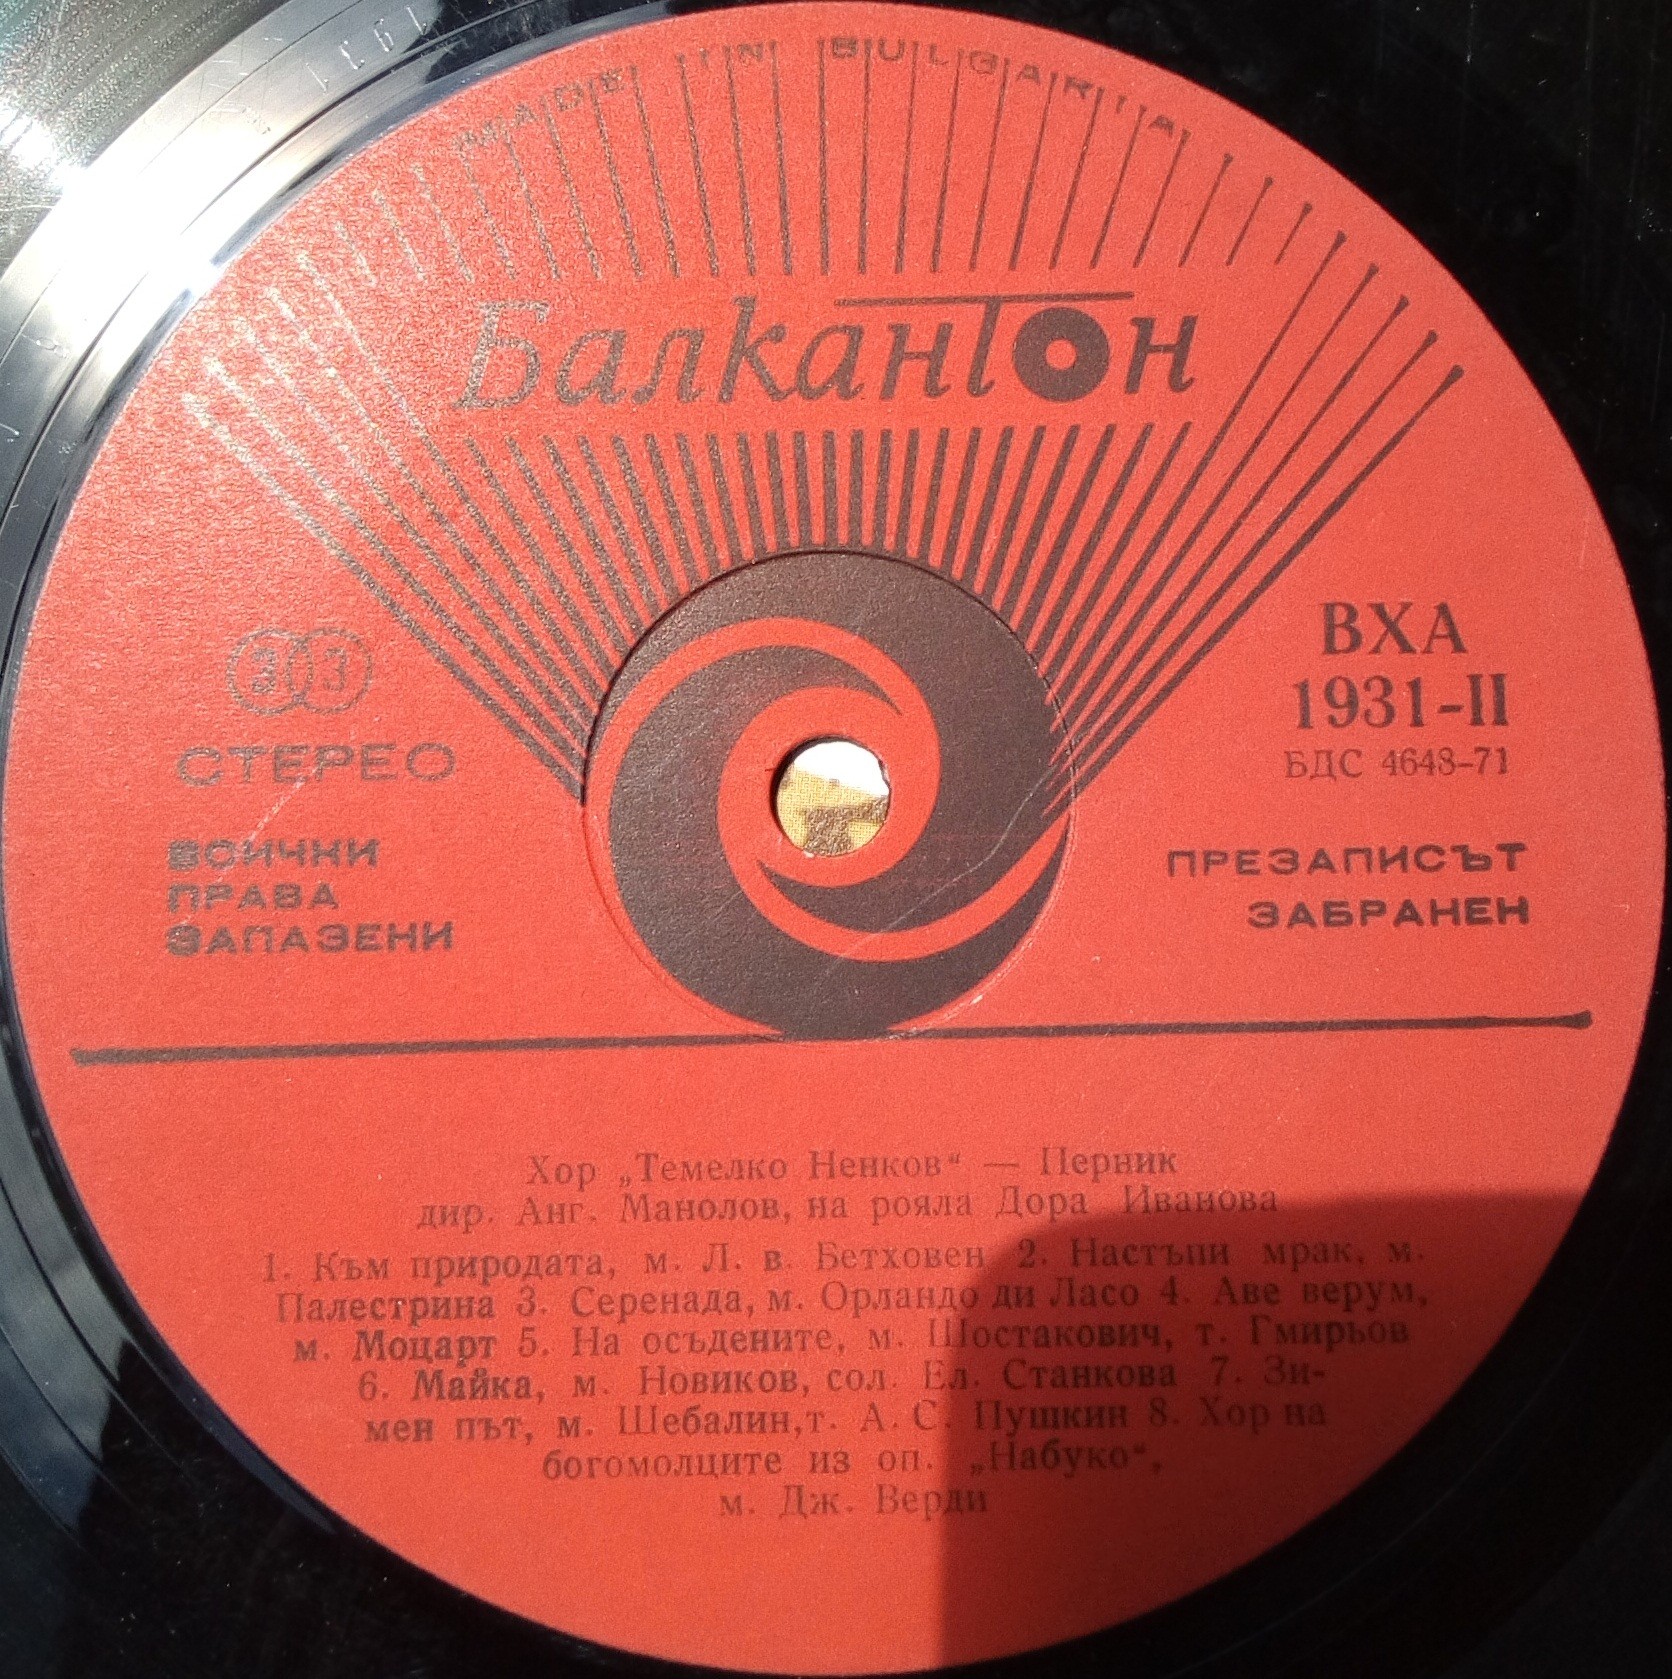 1931
MADE IN BULGARIA
Балкантон
33
СТЕРЕО
ВСИЧКИ
ПРАВА
ЗАПАЗЕНИ
ВХА
1931-II
БДС 4648-71
ПРЕЗАПИСЪТ
ЗАБРАНЕН
Хор „Темелко Ненков“ — Перник
дир. Анг. Манолов, на рояла Дора Иванова
1. Към природата, м. Л. в. Бетховен 2. Настъпи мрак, м.
Палестрина 3. Серенада, м. Орландо ди Ласо 4. Аве верум,
м. Моцарт 5. На осъдените, м. Шостакович, т. Гмирьов
6. Майка, м. Новиков, сол. Ел. Станкова 7. Зи-
мен път, м. Шебалин, т. А. С. Пушкин 8. Хор на
богомолците из оп. „Набуко“,
м. Дж. Верди